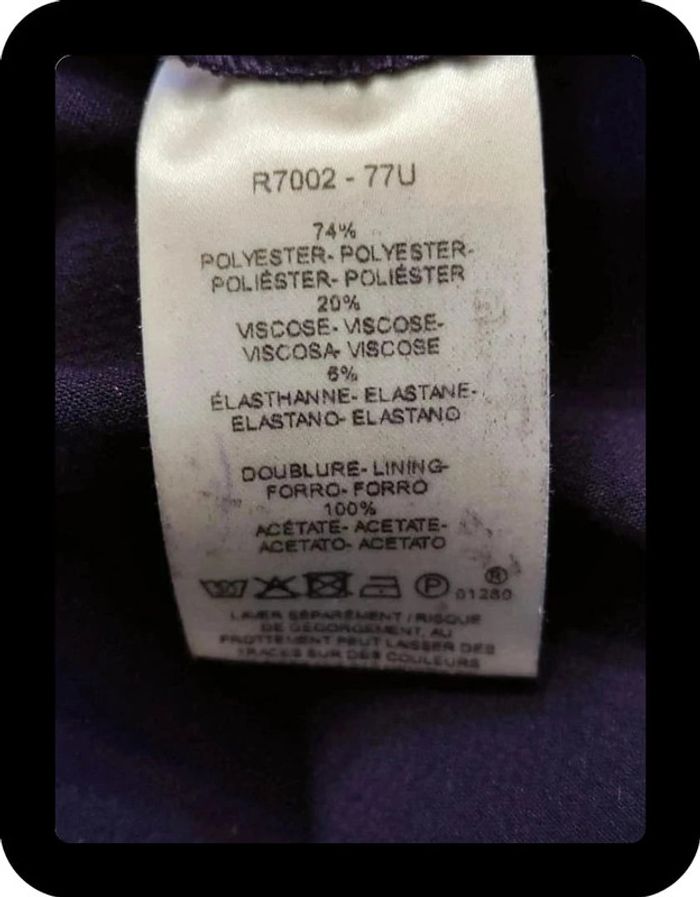 R7002 - 77U
74%
POLYESTER- POLYESTER-
POLIÉSTER- POLIÉSTER
20%
VISCOSE- VISCOSE-
VISCOSA- VISCOSE
6%
ÉLASTHANNE- ELASTANE-
ELASTANO- ELASTANO
DOUBLURE- LINING-
FORRO- FORRO
100%
ACÉTATE- ACETATE-
ACETATO- ACETATO
P ® 01280
LAVER SÉPARÉMENT / RISQUE
DE DÉGORGEMENT, AU
FROTTEMENT PEUT LAISSER DES
TRACES SUR DES COULEURS